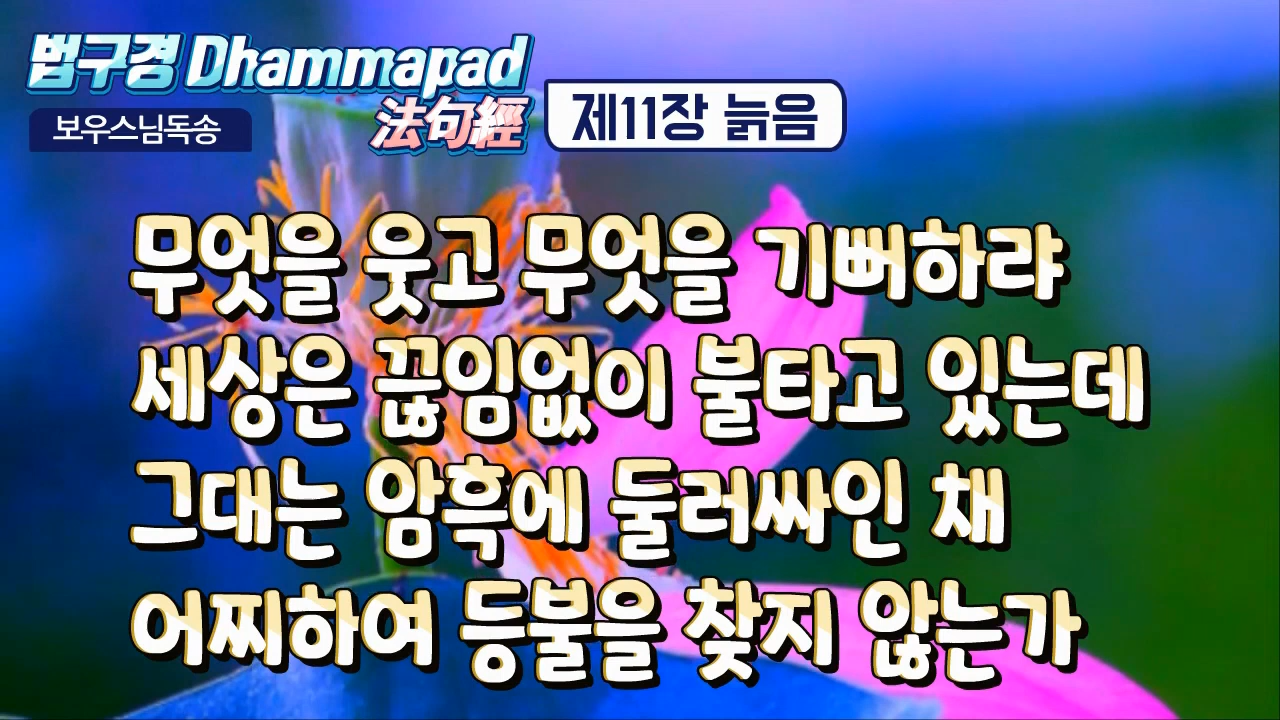 법구경 Dhammapad
法句經
보우스님독송
제11장 늙음
무엇을 웃고 무엇을 기뻐하랴
세상은 끊임없이 불타고 있는데
그대는 암흑에 둘러싸인 채
어찌하여 등불을 찾지 않는가